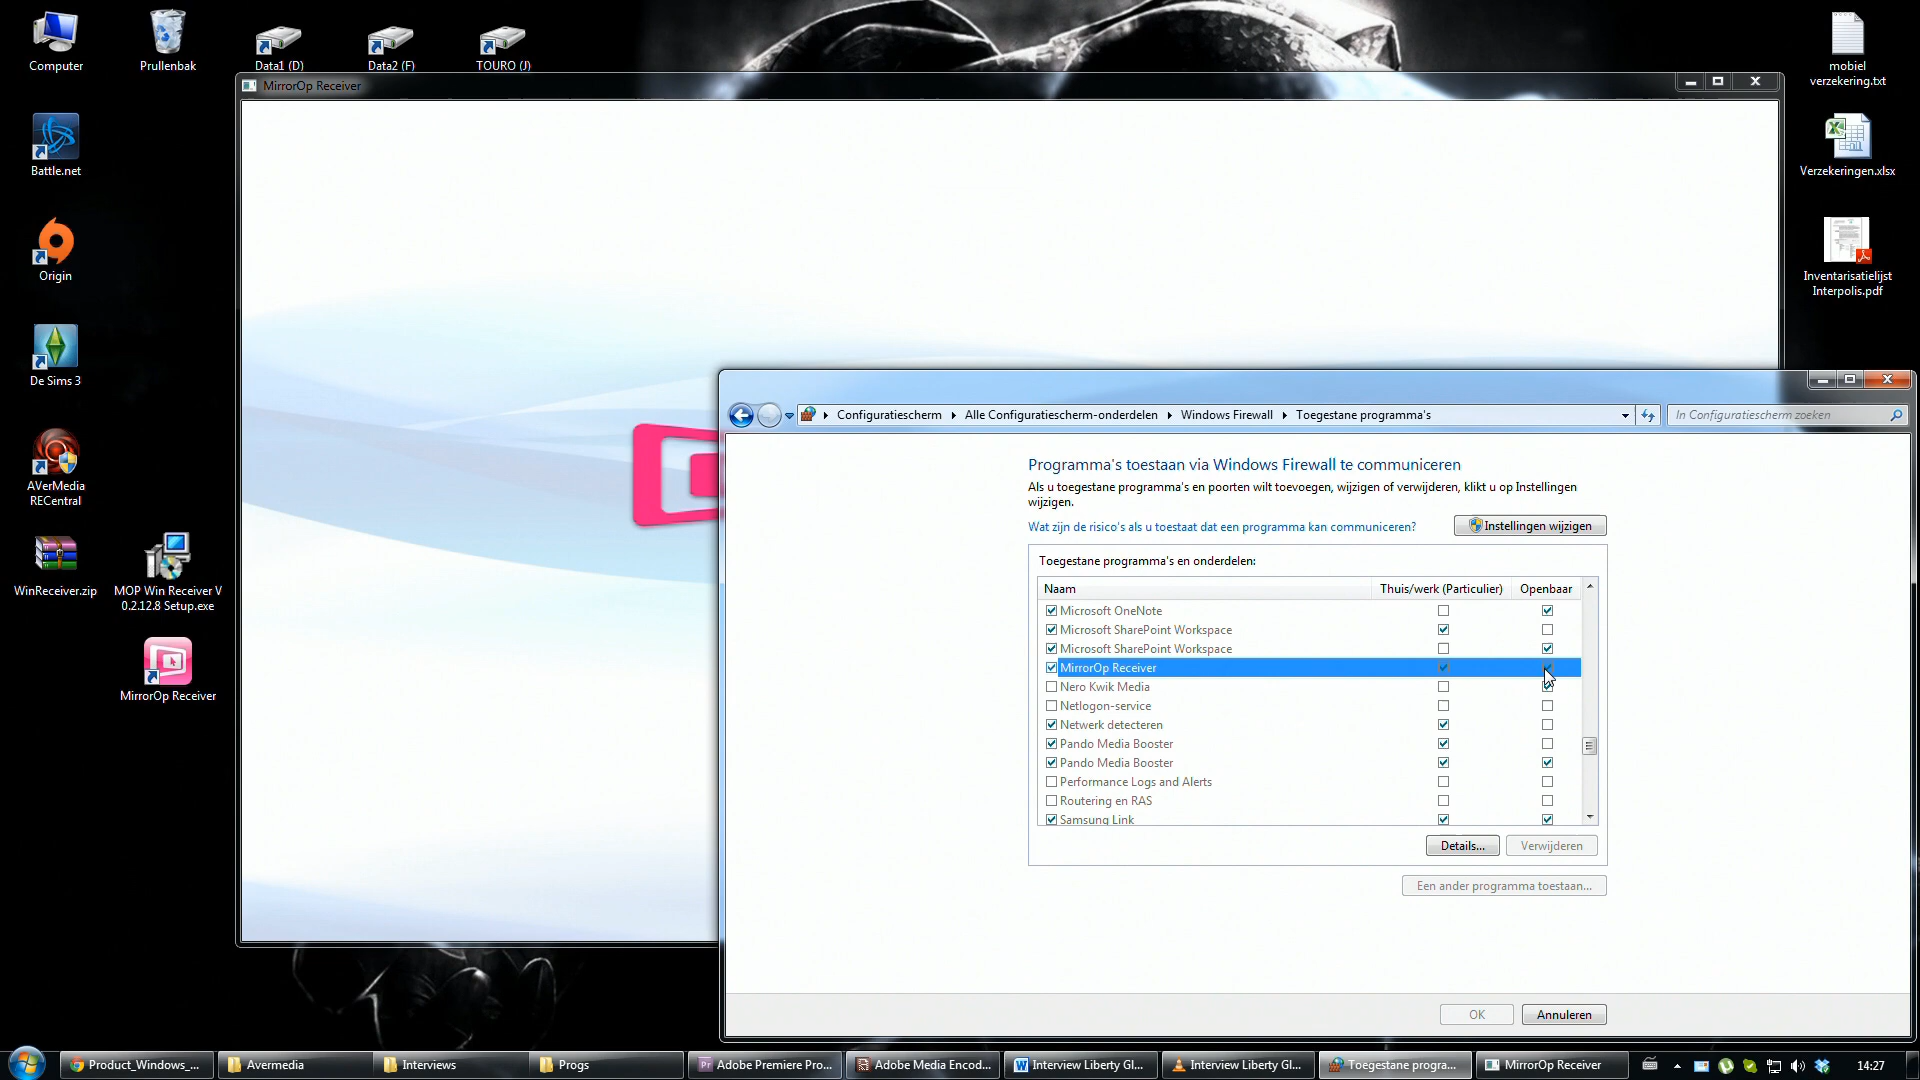 Computer
Prullenbak
Data1 (D)
Data2 (F)
TOURO (J)
mobiel
verzekering.txt
MirrorOp Receiver
Battle.net
Verzekeringen.xlsx
Origin
Inventarisatielijst
Interpolis.pdf
De Sims 3
AVerMedia
RECentral
WinReceiver.zip
MOP Win Receiver V
0.2.12.8 Setup.exe
MirrorOp Receiver
Configuratiescherm
Alle Configuratiescherm-onderdelen
Windows Firewall
Toegestane programma's
In Configuratiescherm zoeken
Programma's toestaan via Windows Firewall te communiceren
Als u toegestane programma's en poorten wilt toevoegen, wijzigen of verwijderen, klikt u op Instellingen
wijzigen.
Wat zijn de risico's als u toestaat dat een programma kan communiceren?
Instellingen wijzigen
Toegestane programma's en onderdelen:
Naam
Thuis/werk (Particulier)
Openbaar
Microsoft OneNote
Microsoft SharePoint Workspace
Microsoft SharePoint Workspace
MirrorOp Receiver
Nero Kwik Media
Netlogon-service
Netwerk detecteren
Pando Media Booster
Pando Media Booster
Performance Logs and Alerts
Routering en RAS
Samsung Link
Details...
Verwijderen
Een ander programma toestaan...
OK
Annuleren
Product_Windows_...
Avermedia
Interviews
Progs
Adobe Premiere Pro...
Adobe Media Encod...
Interview Liberty Gl...
Interview Liberty Gl...
Toegestane progra...
MirrorOp Receiver
14:27